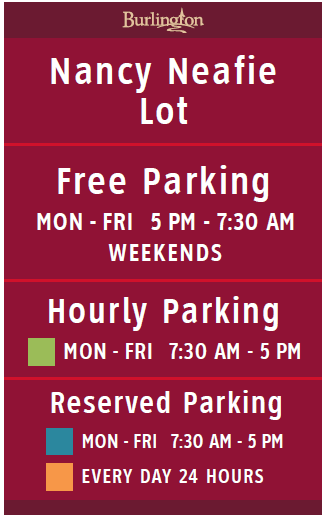 Burlington
Nancy Neafie
Lot
Free Parking
MON - FRI 5 PM - 7:30 AM
WEEKENDS
Hourly Parking
MON - FRI 7:30 AM - 5 PM
Reserved Parking
MON - FRI 7:30 AM - 5 PM
EVERY DAY 24 HOURS